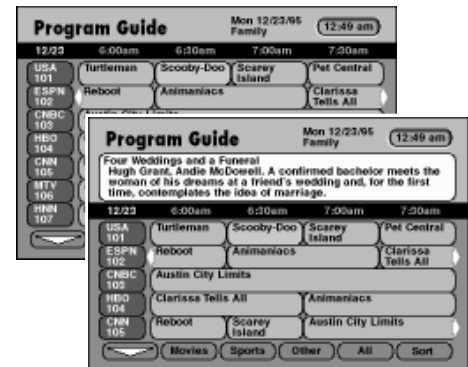 Program Guide
Mon 12/23/95
Family
12:49 am
12/23 6:00am 6:30am 7:00am 7:30am
USA
101
Turtleman Scooby-Doo Scarey
Island Pet Central
ESPN
102
Reboot Animaniacs Clarissa
Tells All
CNBC
103
Austin City Limits
HBO
104
CNN
105
MTV
106
HNN
107
Program Guide
Mon 12/23/95
Family
12:49 am
Four Weddings and a Funeral
Hugh Grant, Andie McDowell. A confirmed bachelor meets the
woman of his dreams at a friend's wedding and, for the first
time, contemplates the idea of marriage.
12/23 6:00am 6:30am 7:00am 7:30am
USA
101
Turtleman Scooby-Doo Scarey
Island Pet Central
ESPN
102
Reboot Animaniacs Clarissa
Tells All
CNBC
103
Austin City Limits
HBO
104
Clarissa Tells All Animaniacs
CNN
105
Reboot Scarey
Island Austin City Limits
Movies Sports Other All Sort